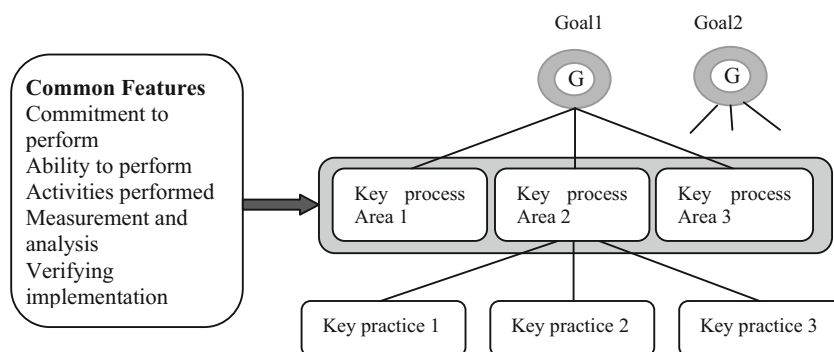 Goal1
Goal2
G
G
Common Features
Commitment to
perform
Ability to perform
Activities performed
Measurement and
analysis
Verifying
implementation
Key process
Area 1
Key process
Area 2
Key process
Area 3
Key practice 1
Key practice 2
Key practice 3